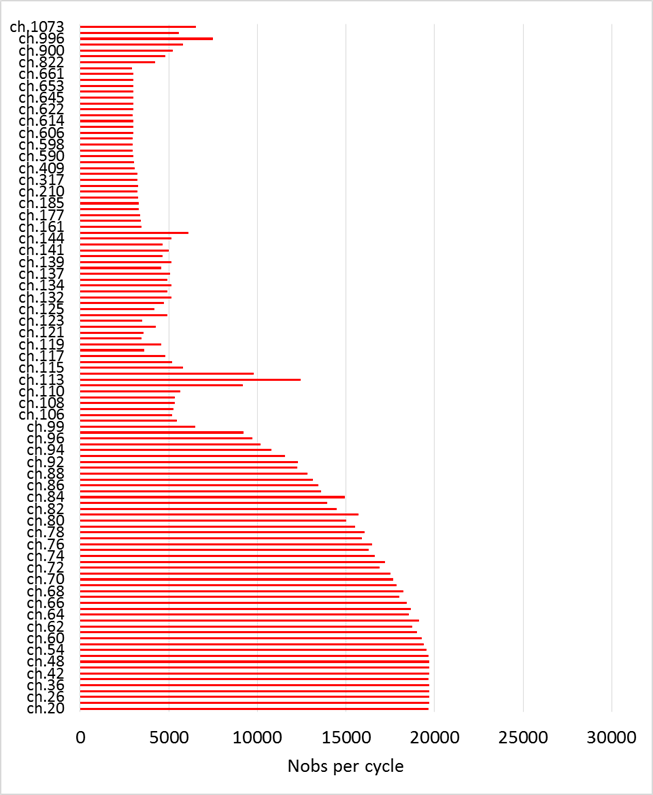 ch.1073
ch.996
ch.900
ch.822
ch.661
ch.653
ch.645
ch.622
ch.614
ch.606
ch.598
ch.590
ch.409
ch.317
ch.210
ch.185
ch.177
ch.161
ch.144
ch.141
ch.139
ch.137
ch.134
ch.132
ch.125
ch.123
ch.121
ch.119
ch.117
ch.115
ch.113
ch.110
ch.108
ch.106
ch.99
ch.96
ch.94
ch.92
ch.88
ch.86
ch.84
ch.82
ch.80
ch.78
ch.76
ch.74
ch.72
ch.70
ch.68
ch.66
ch.64
ch.62
ch.60
ch.54
ch.48
ch.42
ch.36
ch.26
ch.20
0 5000 10000 15000 20000 25000 30000
Nobs per cycle